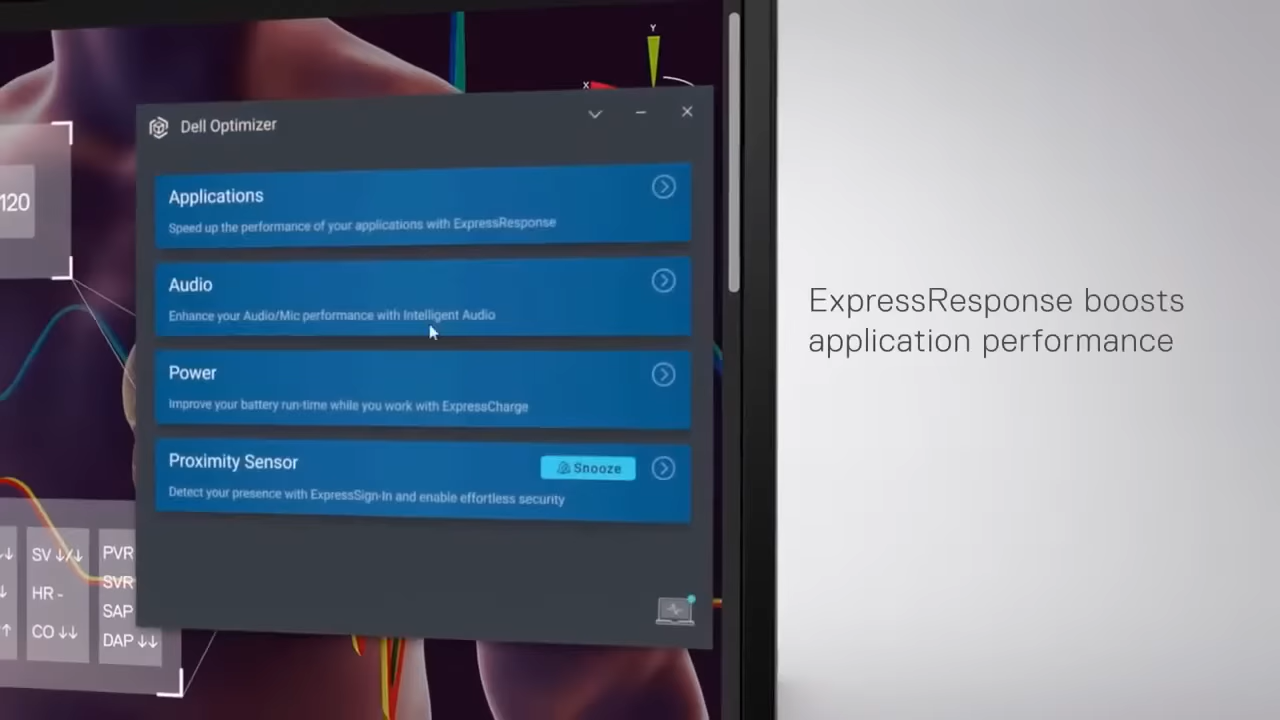 Y
X
Dell Optimizer
120
Applications
Speed up the performance of your applications with ExpressResponse
Audio
Enhance your Audio/Mic performance with Intelligent Audio
ExpressResponse boosts
application performance
Power
Improve your battery run-time while you work with ExpressCharge
Proximity Sensor
Snooze
Detect your presence with ExpressSign-In and enable effortless security
SV ↓/↓
HR -
CO ↓↓
PVR
SVR
SAP
DAP ↓↓